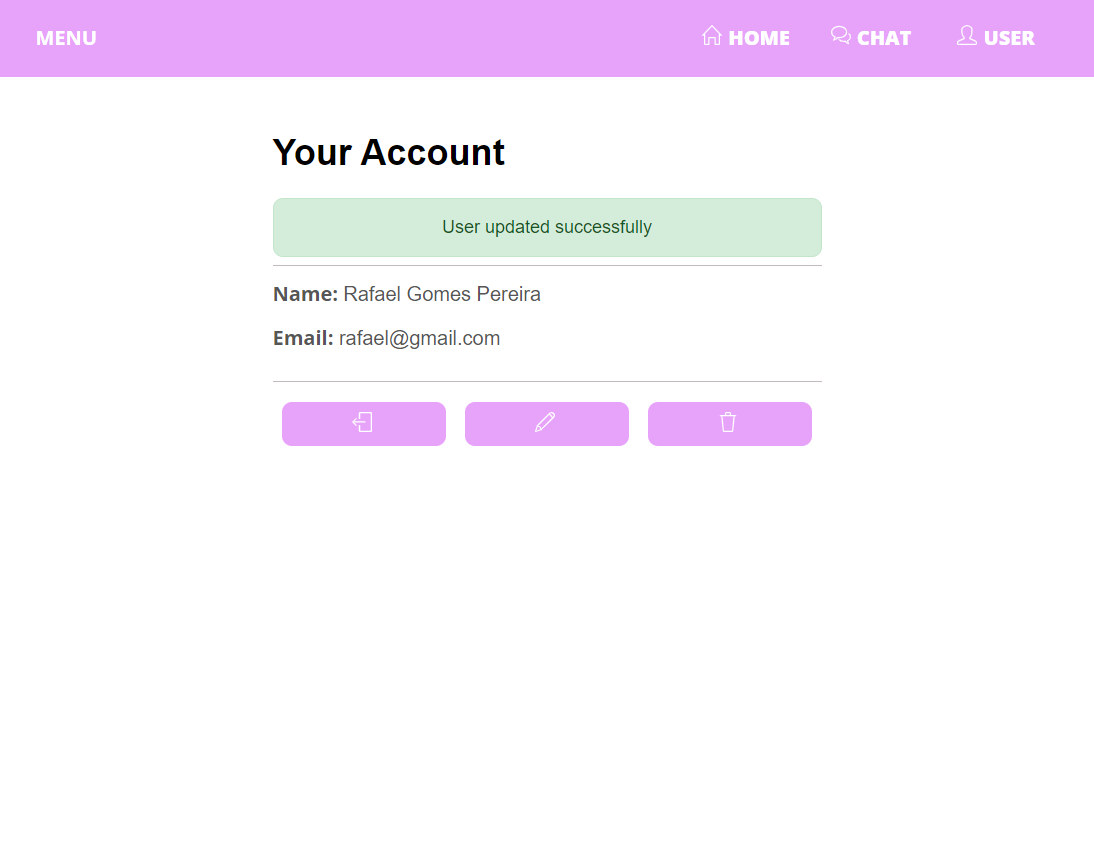 MENU HOME CHAT USER
Your Account
User updated successfully
Name: Rafael Gomes Pereira
Email: rafael@gmail.com